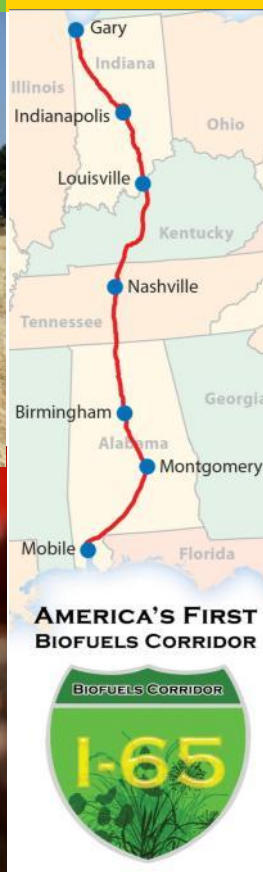 Gary
Indiana
Illinois
Indianapolis
Ohio
Louisville
Kentucky
Nashville
Tennessee
Georgia
Birmingham
Alabama
Montgomery
Mobile
Florida
AMERICA'S FIRST
BIOFUELS CORRIDOR
BIOFUELS CORRIDOR
I-65